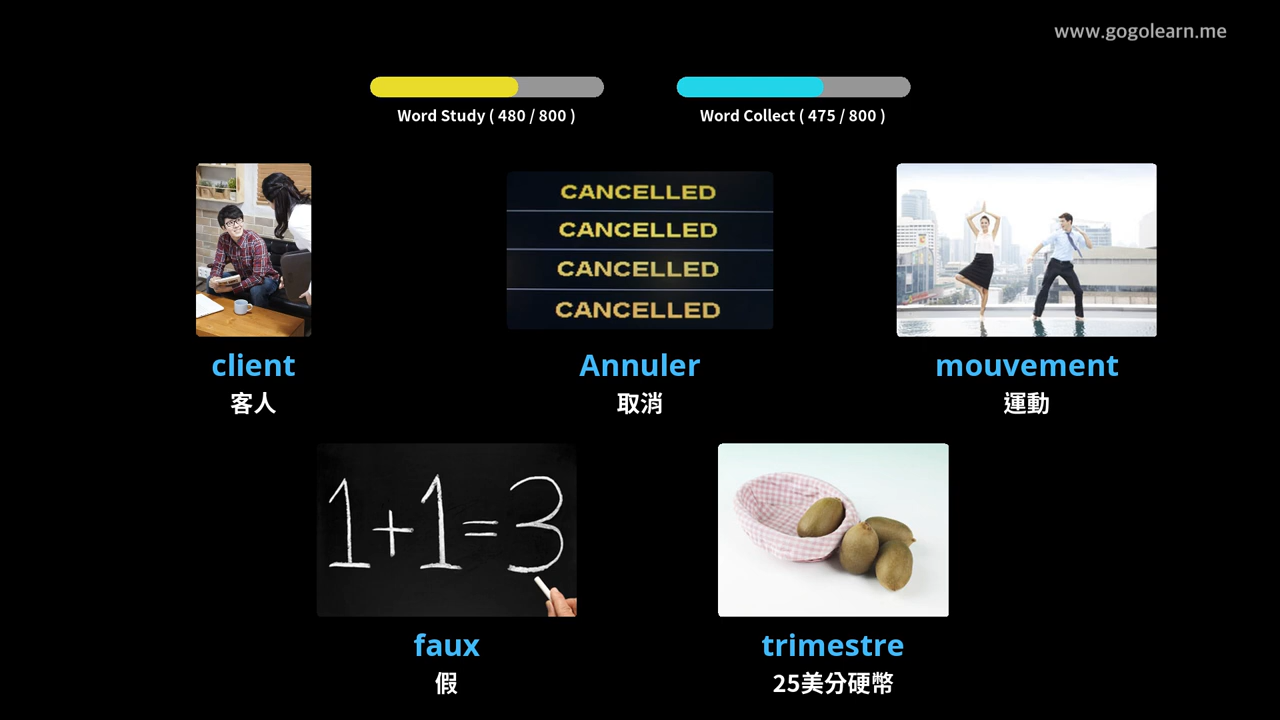 www.gogolearn.me
Word Study ( 480 / 800 )
Word Collect ( 475 / 800 )
CANCELLED
CANCELLED
CANCELLED
CANCELLED
client
Annuler
mouvement
客人
取消
運動
1+1=3
faux
trimestre
假
25美分硬幣